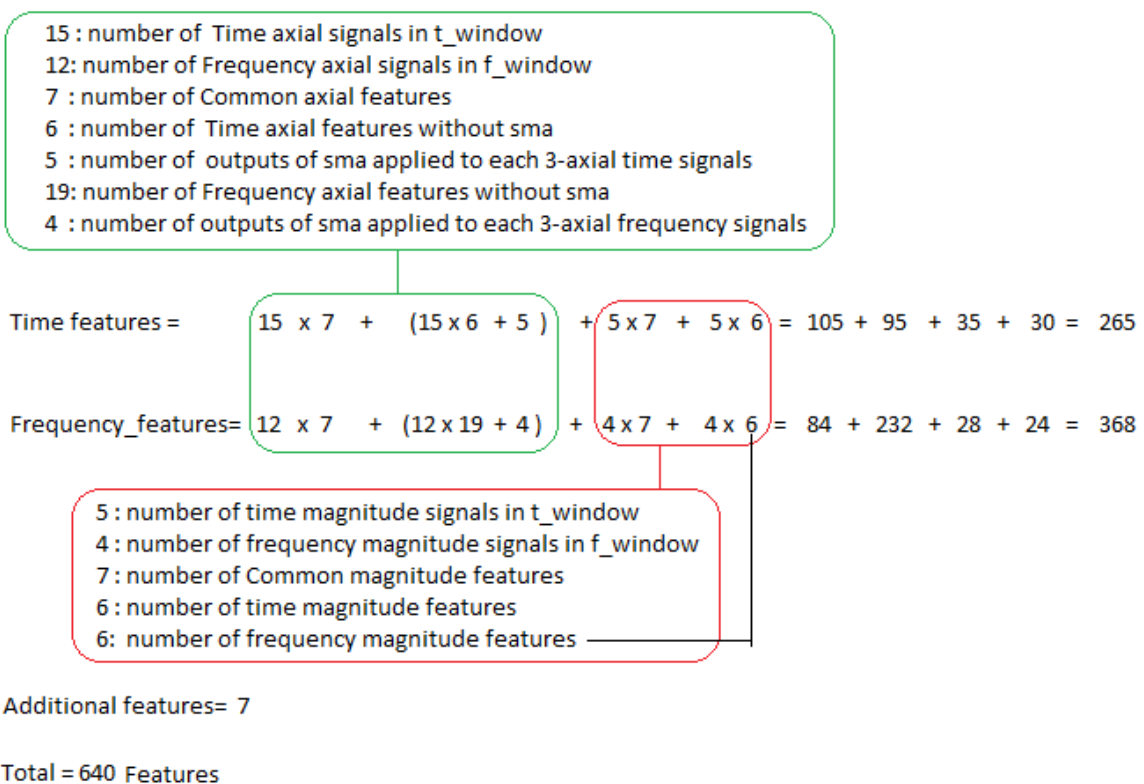 15 : number of Time axial signals in t_window
12: number of Frequency axial signals in f_window
7 : number of Common axial features
6 : number of Time axial features without sma
5 : number of outputs of sma applied to each 3-axial time signals
19: number of Frequency axial features without sma
4 : number of outputs of sma applied to each 3-axial frequency signals
Time features = 15 x 7 + (15 x 6 + 5 ) + 5 x 7 + 5 x 6 = 105 + 95 + 35 + 30 = 265
Frequency_features= 12 x 7 + (12 x 19 + 4 ) + 4 x 7 + 4 x 6 = 84 + 232 + 28 + 24 = 368
5 : number of time magnitude signals in t_window
4 : number of frequency magnitude signals in f_window
7 : number of Common magnitude features
6 : number of time magnitude features
6: number of frequency magnitude features
Additional features= 7
Total = 640 Features